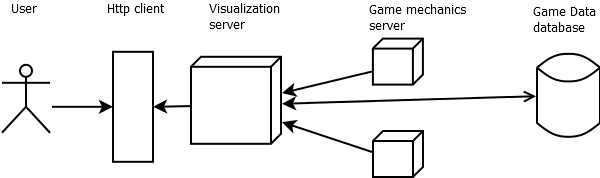 User
Http client
Visualization
server
Game mechanics
server
Game Data
database